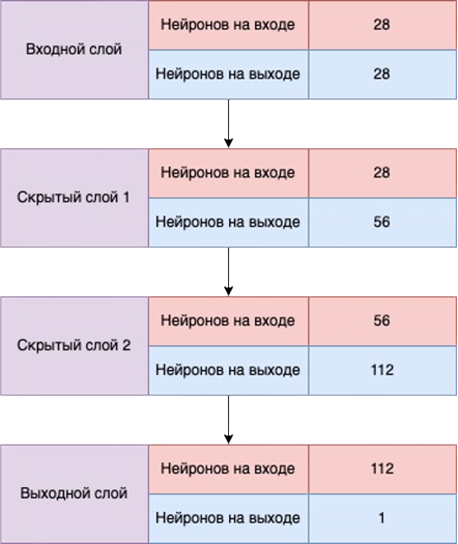 Входной слой
Нейронов на входе 28
Нейронов на выходе 28
Скрытый слой 1
Нейронов на входе 28
Нейронов на выходе 56
Скрытый слой 2
Нейронов на входе 56
Нейронов на выходе 112
Выходной слой
Нейронов на входе 112
Нейронов на выходе 1